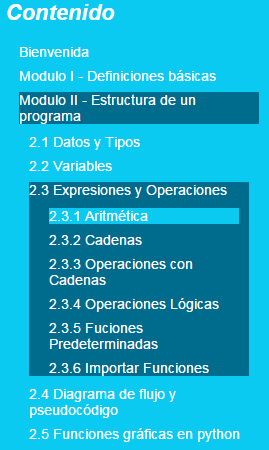 Contenido
Bienvenida
Modulo I - Definiciones básicas
Modulo II - Estructura de un
programa
2.1 Datos y Tipos
2.2 Variables
2.3 Expresiones y Operaciones
2.3.1 Aritmética
2.3.2 Cadenas
2.3.3 Operaciones con
Cadenas
2.3.4 Operaciones Lógicas
2.3.5 Fuciones
Predeterminadas
2.3.6 Importar Funciones
2.4 Diagrama de flujo y
pseudocódigo
2.5 Funciones gráficas en python